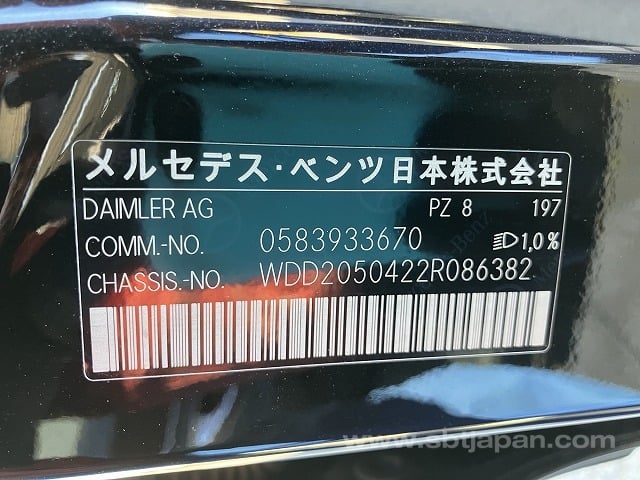 メルセデス・ベンツ日本株式会社
DAIMLER AG PZ 8 197
COMM.-NO. 0583933670 1,0%
CHASSIS.-NO. WDD2050422R086382
www.sbtjapan.com